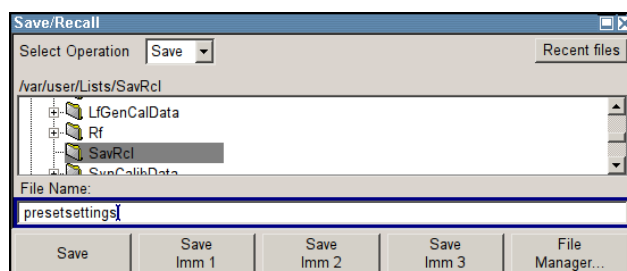 Save/Recall
Select Operation Save Recent files
/var/user/Lists/SavRcl
LfGenCalData
Rf
SavRcl
SynCalibData
File Name:
presetsettings
Save
Save Imm 1
Save Imm 2
Save Imm 3
File Manager...